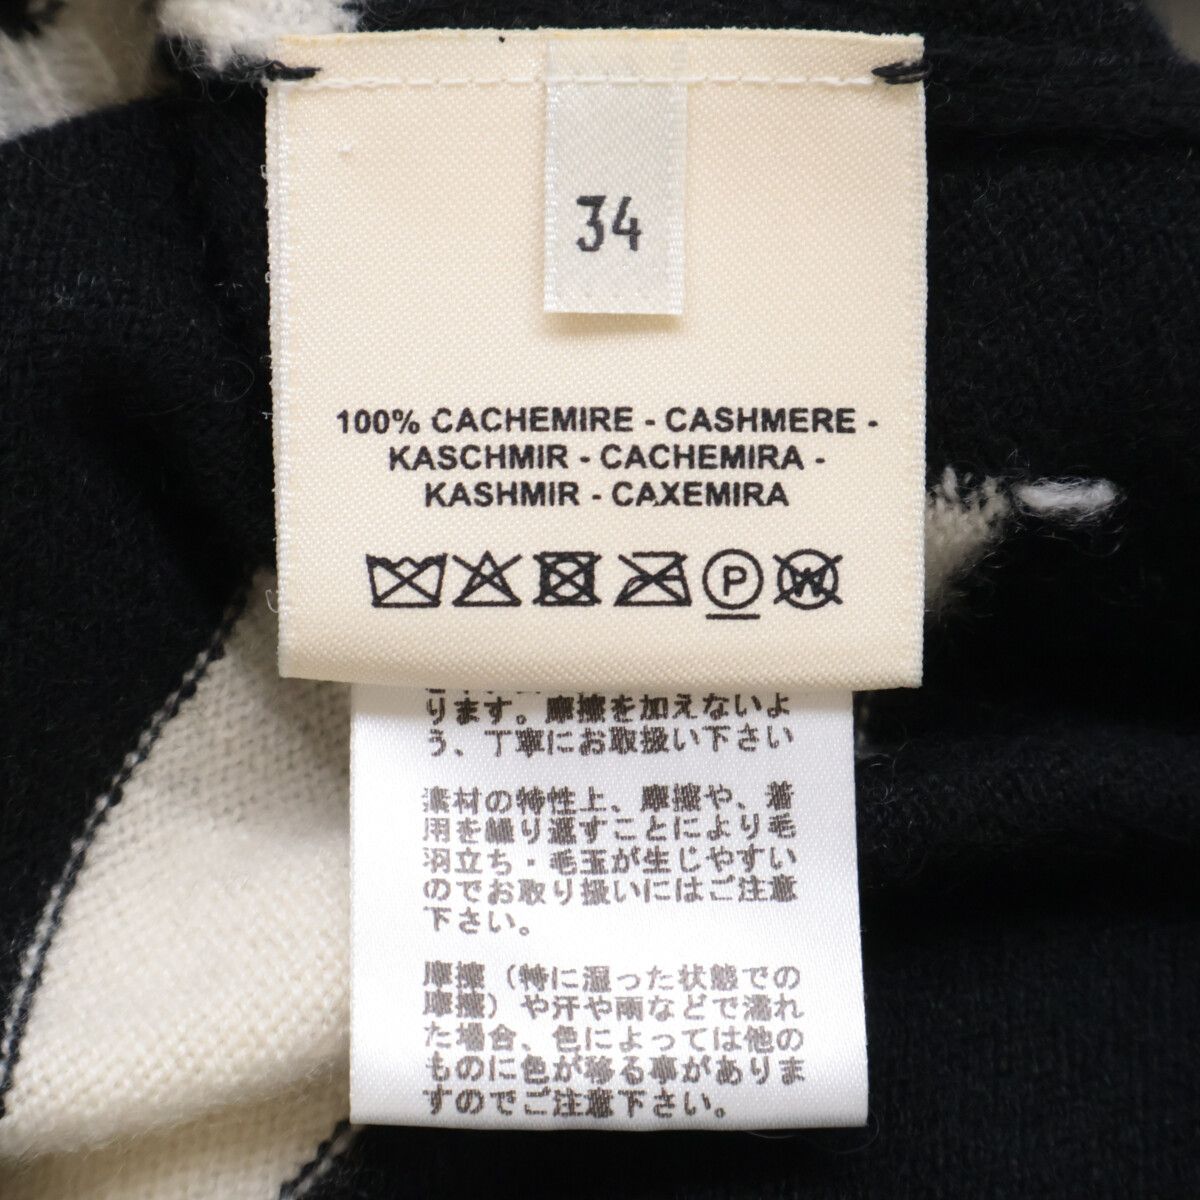 34
100% CACHEMIRE - CASHMERE -
KASCHMIR - CACHEMIRA -
KASHMIR - CAXEMIRA
P
W
ります。摩擦を加えないよ
う、丁寧にお取扱い下さい
素材の特性上、摩擦や、着
用を繰り返すことにより毛
羽立ち・毛玉が生じやすい
のでお取り扱いにはご注意
下さい。
摩擦（特に湿った状態での
摩擦）や汗や雨などで濡れ
た場合、色によっては他の
ものに色が移る事がありま
すのでご注意下さい。